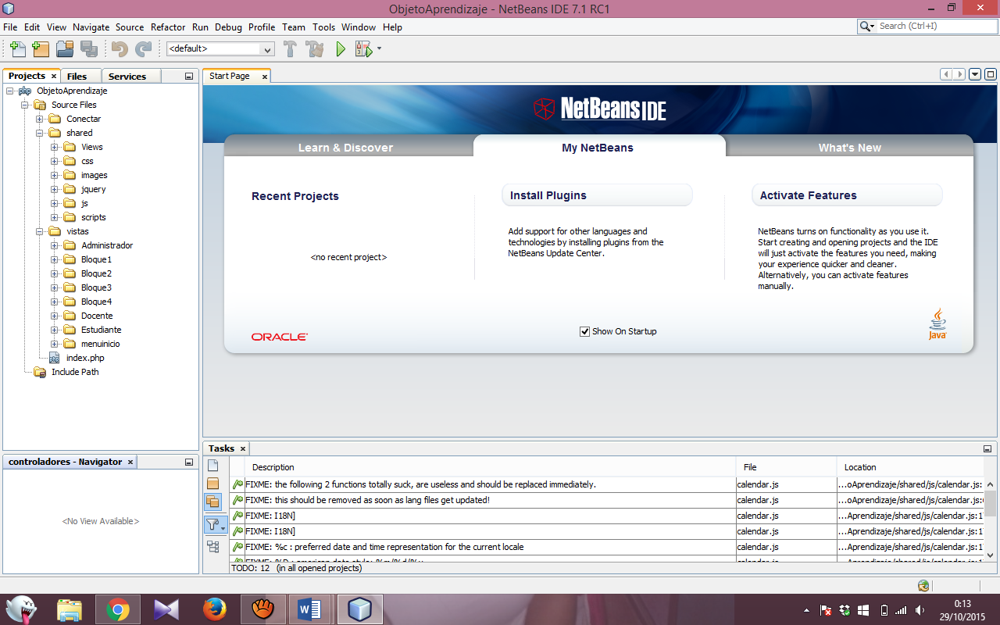 ObjetoAprendizaje - NetBeans IDE 7.1 RC1
File Edit View Navigate Source Refactor Run Debug Profile Team Tools Window Help
Search (Ctrl+I)
<default>
Projects Files Services
ObjetoAprendizaje
Source Files
Conectar
shared
Views
css
images
jquery
js
scripts
vistas
Administrador
Bloque1
Bloque2
Bloque3
Bloque4
Docente
Estudiante
menuinicio
index.php
Include Path
controladores - Navigator
<No View Available>
Start Page
NetBeans IDE
Learn & Discover
My NetBeans
What's New
Recent Projects
<no recent project>
Install Plugins
Add support for other languages and
technologies by installing plugins from the
NetBeans Update Center.
Activate Features
NetBeans turns on functionality as you use it.
Start creating and opening projects and the IDE
will just activate the features you need, making
your experience quicker and cleaner.
Alternatively, you can activate features
manually.
ORACLE
Show On Startup
Java
Tasks
Description File Location
FIXME: the following 2 functions totally suck, are useless and should be replaced immediately. calendar.js ...oAprendizaje/shared/js/calendar.js:
FIXME: this should be removed as soon as lang files get updated! calendar.js ...oAprendizaje/shared/js/calendar.js:
FIXME: I18N] calendar.js ...Aprendizaje/shared/js/calendar.js:1
FIXME: I18N] calendar.js ...Aprendizaje/shared/js/calendar.js:1
FIXME: %c : preferred date and time representation for the current locale calendar.js ...Aprendizaje/shared/js/calendar.js:1
TODO: 12 (in all opened projects)
0:13
29/10/2015